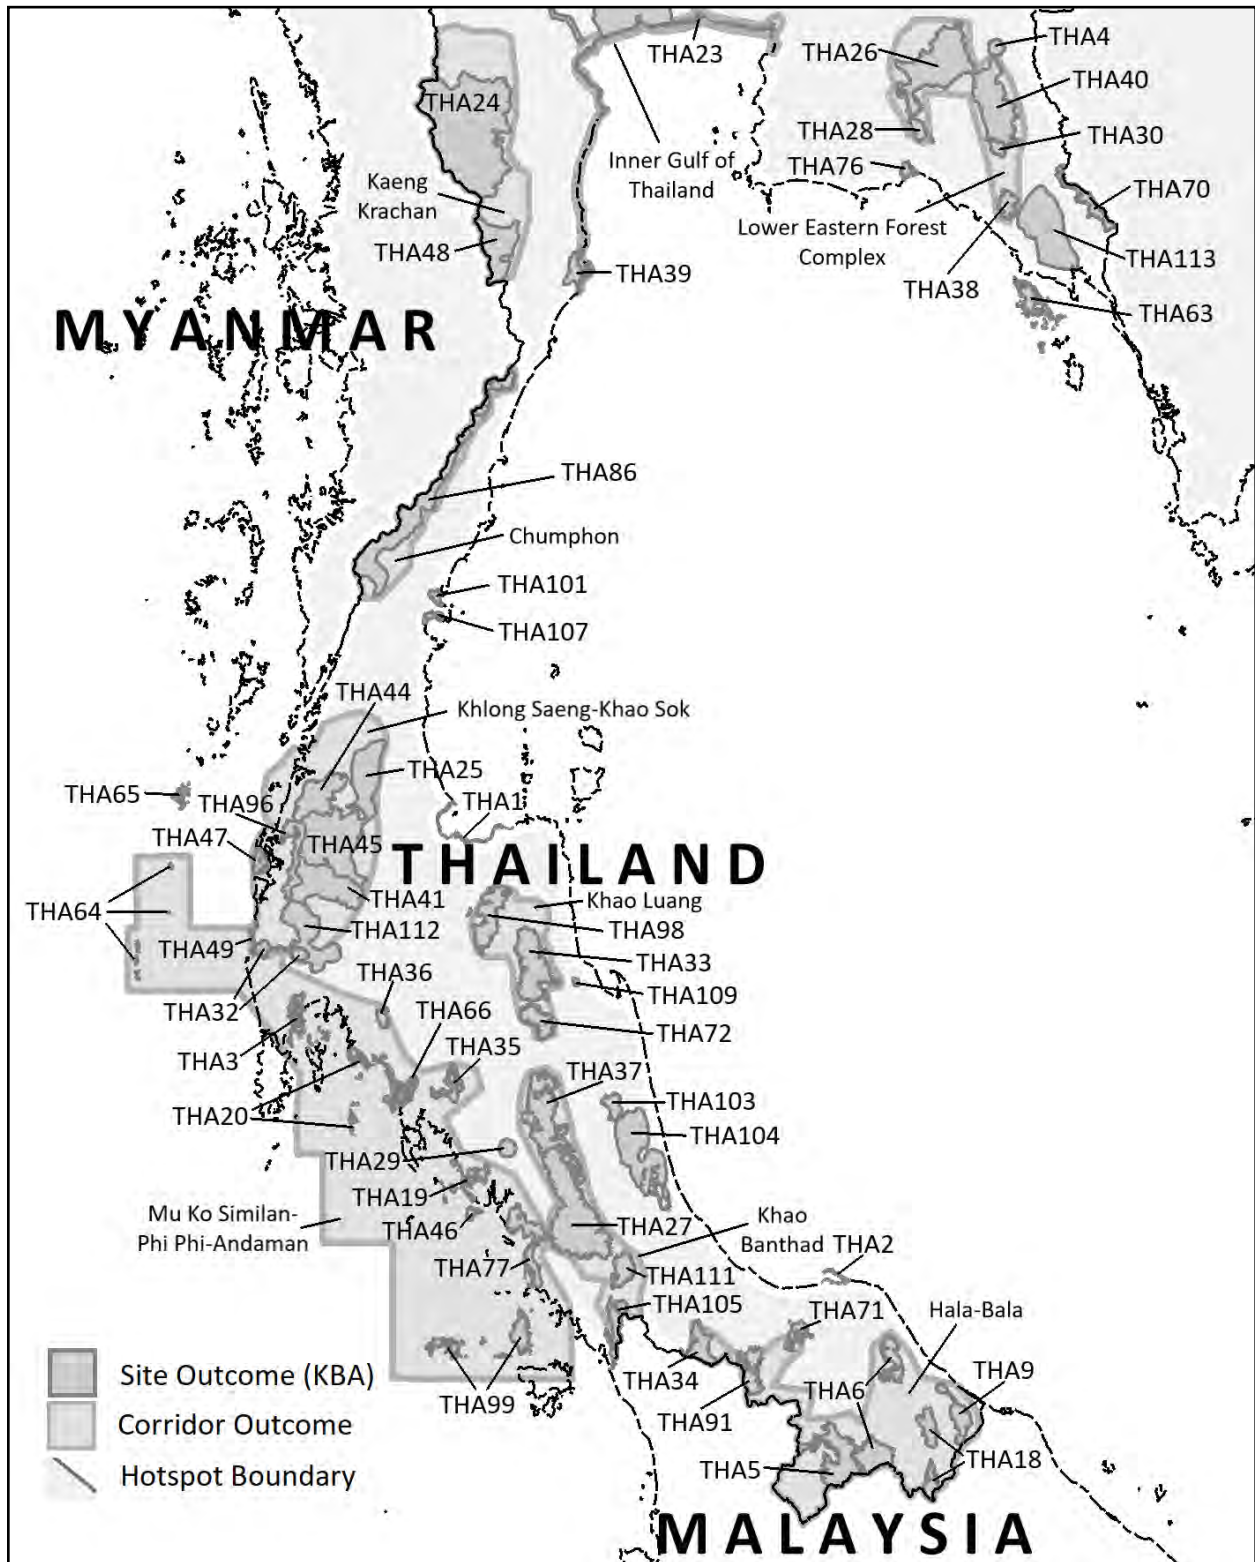 THA23
THA26
THA4
THA24
THA40
THA28
THA30
Inner Gulf of
Thailand
THA76
Kaeng
Krachan
THA70
Lower Eastern Forest
Complex
THA48
THA39
THA113
THA38
THA63
MYANMAR
THA86
Chumphon
THA101
THA107
THA44
Khlong Saeng-Khao Sok
THA25
THA65
THA96
THA1
THA47
THA45
THAILAND
THA41
Khao Luang
THA64
THA112
THA98
THA49
THA33
THA36
THA109
THA32
THA66
THA72
THA3
THA35
THA37
THA103
THA20
THA104
THA29
THA19
Mu Ko Similan-
Phi Phi-Andaman
THA46
THA27
Khao
Banthad
THA2
THA77
THA111
THA105
THA71
Hala-Bala
THA9
THA34
THA6
THA99
THA91
THA18
THA5
Site Outcome (KBA)
Corridor Outcome
Hotspot Boundary
MALAYSIA